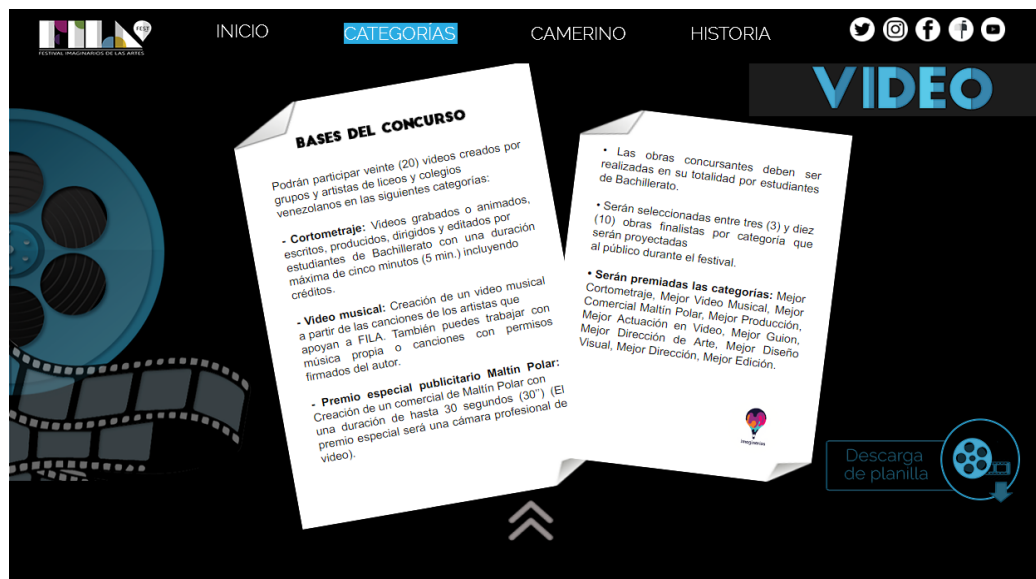 FILA
FEST
FESTIVAL IMAGINARIOS DE LAS ARTES
INICIO
CATEGORÍAS
CAMERINO
HISTORIA
VIDEO
BASES DEL CONCURSO
Podrán participar veinte (20) videos creados por
grupos y artistas de liceos y colegios
venezolanos en las siguientes categorías:
- Cortometraje: Videos grabados o animados,
escritos, producidos, dirigidos y editados por
estudiantes de Bachillerato con una duración
máxima de cinco minutos (5 min.) incluyendo
créditos.
- Video musical: Creación de un video musical
a partir de las canciones de los artistas que
apoyan a FILA. También puedes trabajar con
música propia o canciones con permisos
firmados del autor.
- Premio especial publicitario Maltín Polar:
Creación de un comercial de Maltín Polar con
una duración de hasta 30 segundos (30’’) (El
premio especial será una cámara profesional de
video).
• Las obras concursantes deben ser
realizadas en su totalidad por estudiantes
de Bachillerato.
• Serán seleccionadas entre tres (3) y diez
(10) obras finalistas por categoría que
serán proyectadas
al público durante el festival.
• Serán premiadas las categorías: Mejor
Cortometraje, Mejor Video Musical, Mejor
Comercial Maltín Polar, Mejor Producción,
Mejor Actuación en Video, Mejor Guion,
Mejor Dirección de Arte, Mejor Diseño
Visual, Mejor Dirección, Mejor Edición.
imaginarios
Descarga
de planilla